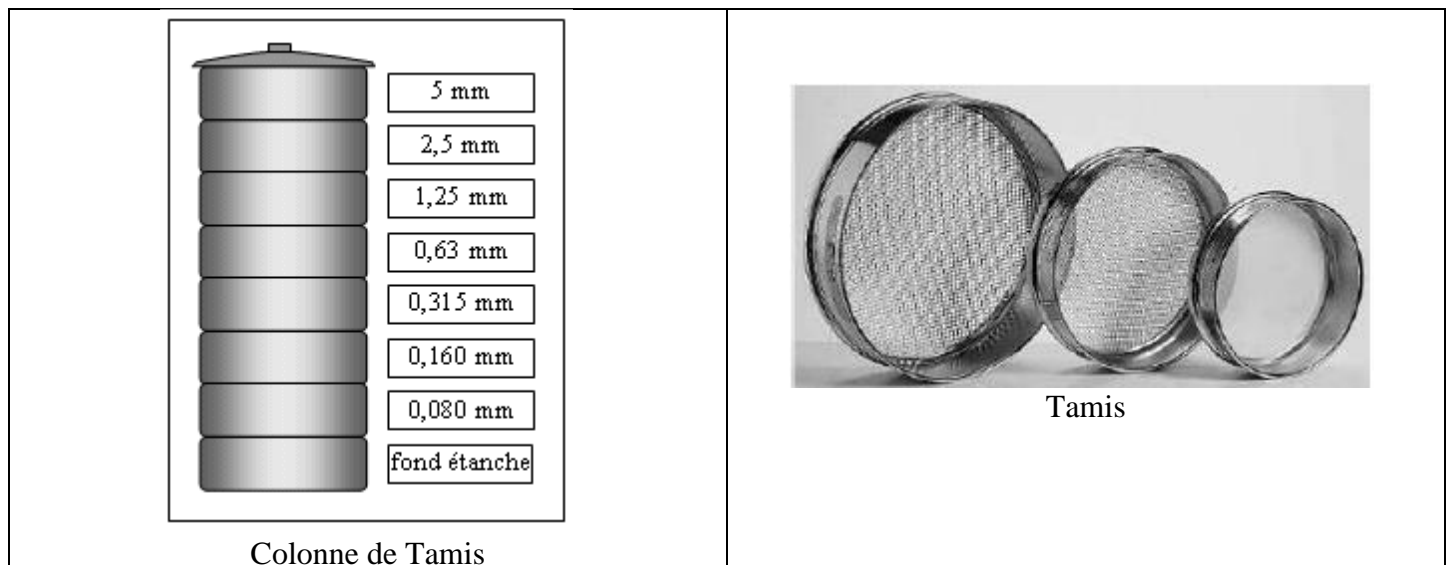 5 mm
2,5 mm
1,25 mm
0,63 mm
0,315 mm
0,160 mm
0,080 mm
fond étanche
Colonne de Tamis
Tamis